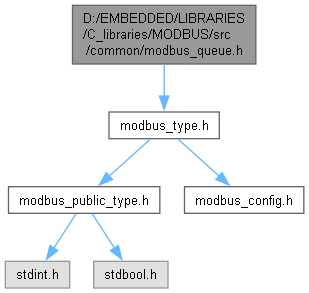 D:/EMBEDDED/LIBRARIES
/C_libraries/MODBUS/src
/common/modbus_queue.h
modbus_type.h
modbus_public_type.h
modbus_config.h
stdint.h
stdbool.h